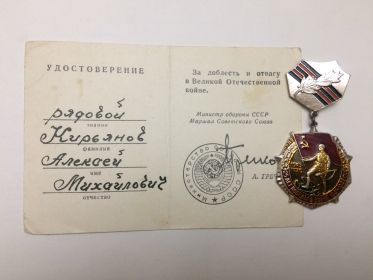 УДОСТОВЕРЕНИЕ
рядовой
звание
Кирьянов
фамилия
Алексей
имя
Михайлович
отчество
За доблесть и отвагу
в Великой Отечественной
войне.
Министр обороны СССР
Маршал Советского Союза
А. ГРЕЧ